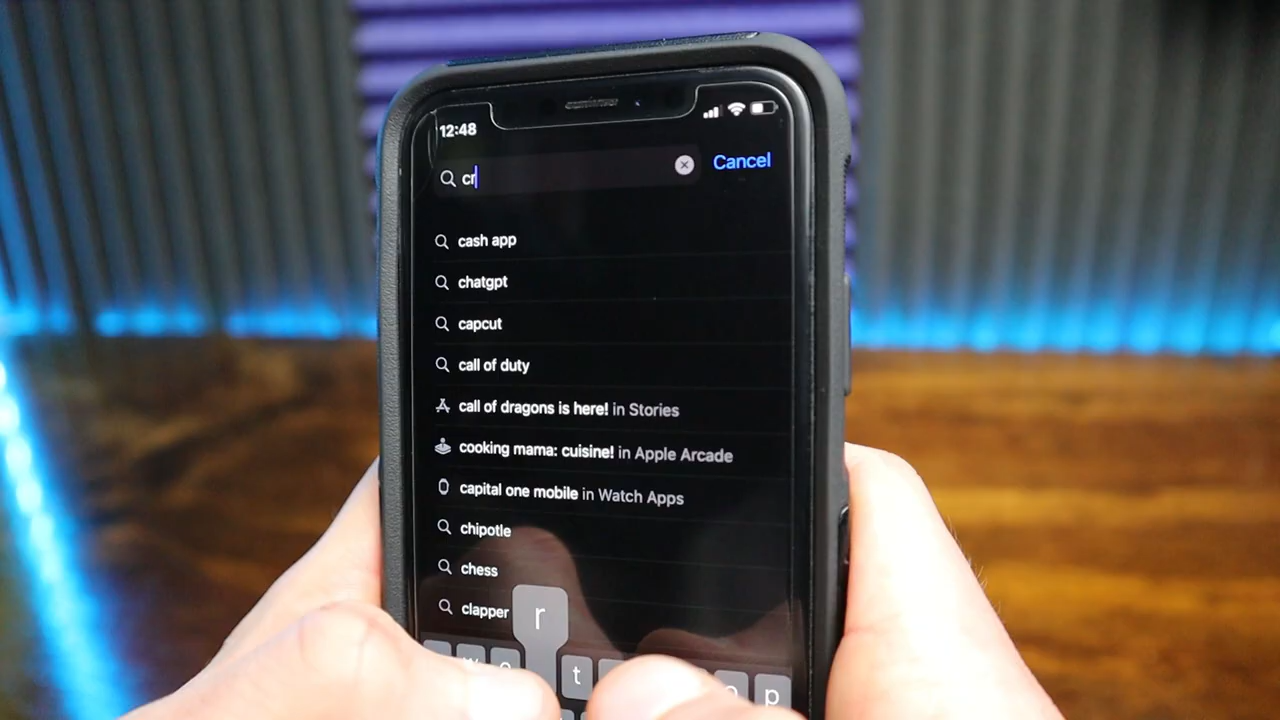 12:48
cr
Cancel
cash app
chatgpt
capcut
call of duty
call of dragons is here! in Stories
cooking mama: cuisine! in Apple Arcade
capital one mobile in Watch Apps
chipotle
chess
clapper
r
t
p